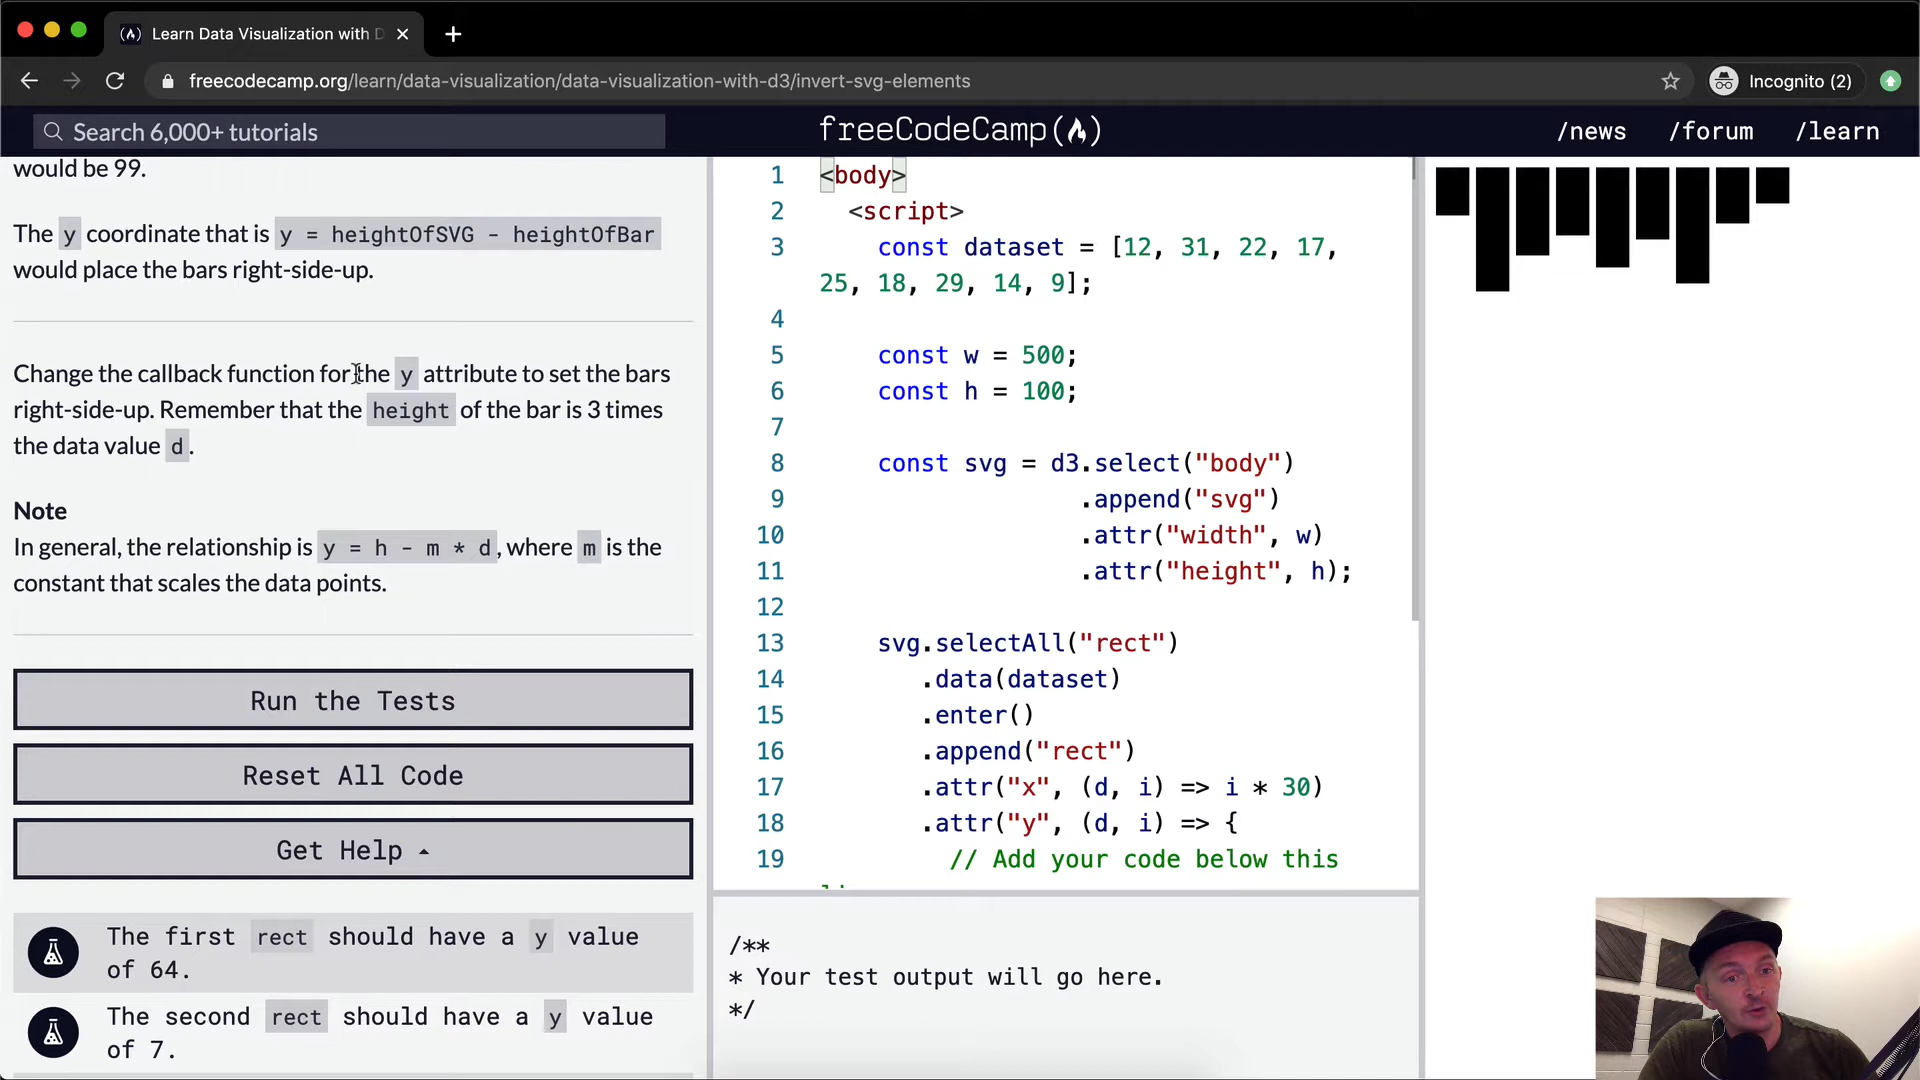 Learn Data Visualization with D
freecodecamp.org/learn/data-visualization/data-visualization-with-d3/invert-svg-elements
Incognito (2)
Search 6,000+ tutorials
freeCodeCamp
/news
/forum
/learn
would be 99.
The y coordinate that is y = heightOfSVG - heightOfBar
would place the bars right-side-up.
Change the callback function for the y attribute to set the bars
right-side-up. Remember that the height of the bar is 3 times
the data value d.
Note
In general, the relationship is y = h - m * d, where m is the
constant that scales the data points.
Run the Tests
Reset All Code
Get Help
The first rect should have a y value
of 64.
The second rect should have a y value
of 7.
1 <body>
2 <script>
3 const dataset = [12, 31, 22, 17,
25, 18, 29, 14, 9];
4
5 const w = 500;
6 const h = 100;
7
8 const svg = d3.select("body")
9 .append("svg")
10 .attr("width", w)
11 .attr("height", h);
12
13 svg.selectAll("rect")
14 .data(dataset)
15 .enter()
16 .append("rect")
17 .attr("x", (d, i) => i * 30)
18 .attr("y", (d, i) => {
19 // Add your code below this
/**
* Your test output will go here.
*/